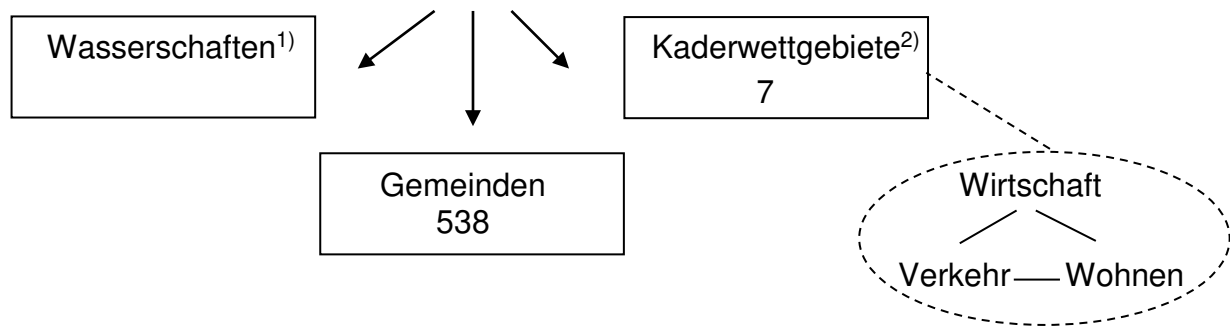 Wasserschaften¹⁾
Kaderwettgebiete²⁾
7
Gemeinden
538
Wirtschaft
Verkehr
Wohnen